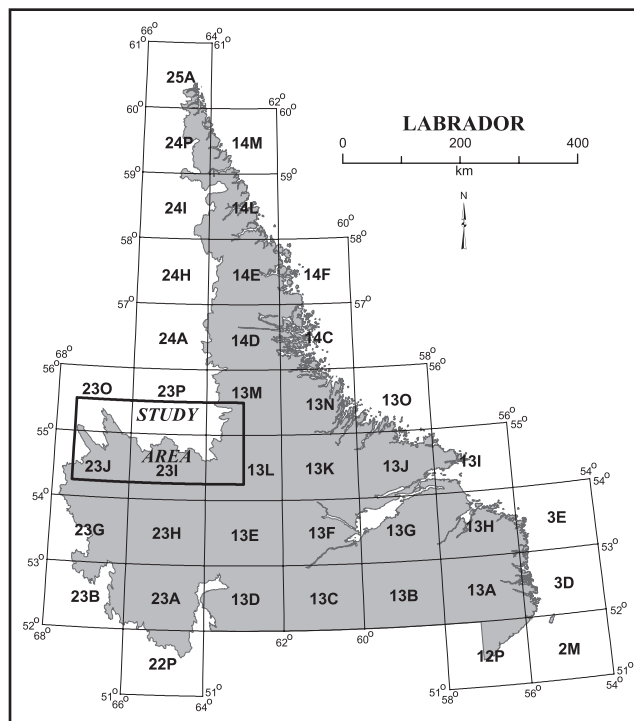 66° 64°
61°
25A
60° 62° 60°
LABRADOR
24P 14M
0 200 400
km
59° 59°
N
24I 14L
58° 60° 58°
24H 14E 14F
57° 57°
24A 14D 14C
68° 56° 58° 56°
23O 23P 13M 13N 13O
STUDY
55° 56° 55°
AREA
23J 23I 13L 13K 13J 13I
54° 54° 54°
23G 23H 13E 13F 13G 13H 3E
53° 53°
23B 23A 13D 13C 13B 13A 3D
52° 68° 62° 60° 52°
22P 12P 2M
51° 66° 64° 51° 51° 58° 56° 54°